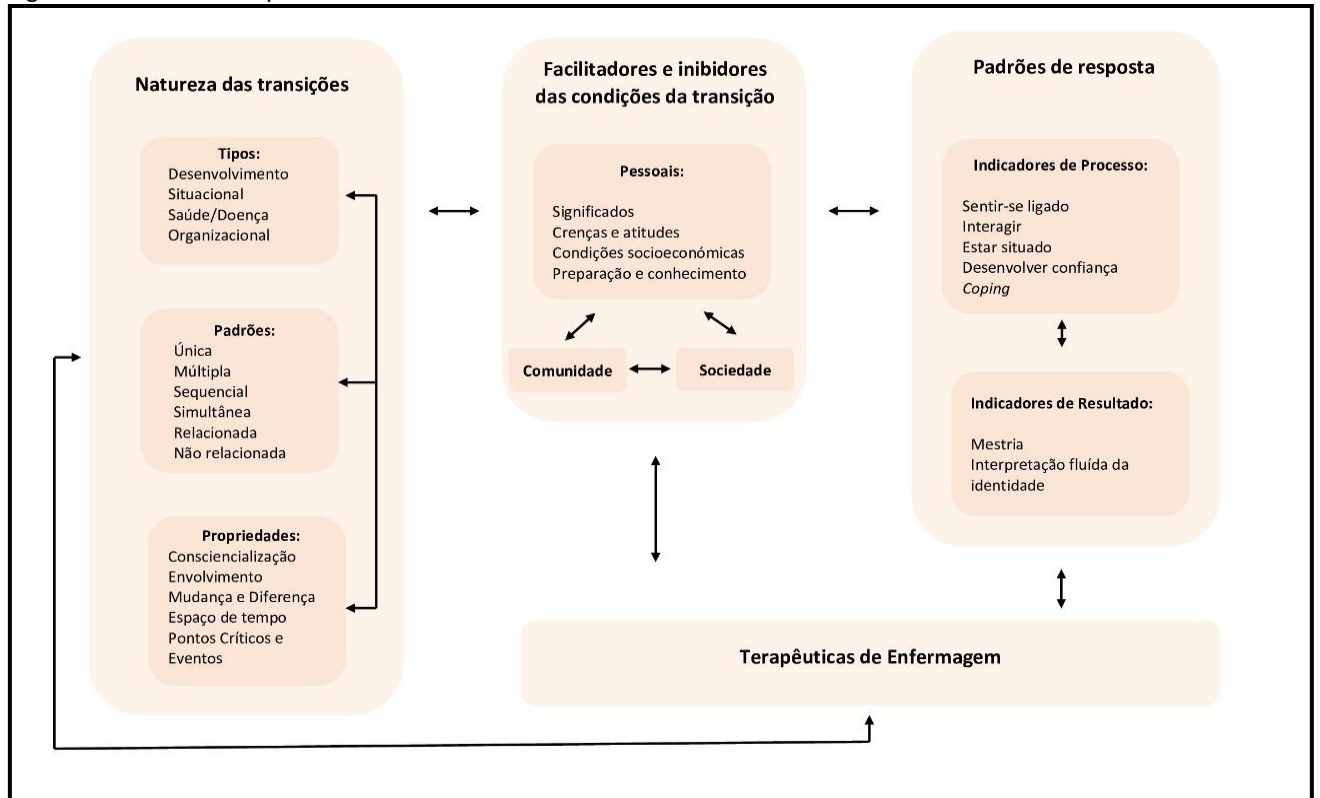 Natureza das transições
Tipos:
Desenvolvimento
Situacional
Saúde/Doença
Organizacional
Padrões:
Única
Múltipla
Sequencial
Simultânea
Relacionada
Não relacionada
Propriedades:
Consciencialização
Envolvimento
Mudança e Diferença
Espaço de tempo
Pontos Críticos e
Eventos
Facilitadores e inibidores
das condições da transição
Pessoais:
Significados
Crenças e atitudes
Condições socioeconómicas
Preparação e conhecimento
Comunidade
Sociedade
Padrões de resposta
Indicadores de Processo:
Sentir-se ligado
Interagir
Estar situado
Desenvolver confiança
Coping
Indicadores de Resultado:
Mestria
Interpretação fluída da
identidade
Terapêuticas de Enfermagem